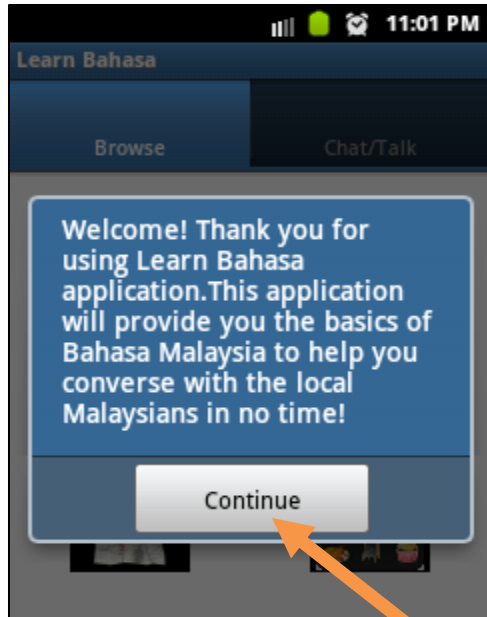 11:01 PM
Learn Bahasa
Browse
Chat/Talk
Welcome! Thank you for
using Learn Bahasa
application.This application
will provide you the basics of
Bahasa Malaysia to help you
converse with the local
Malaysians in no time!
Continue